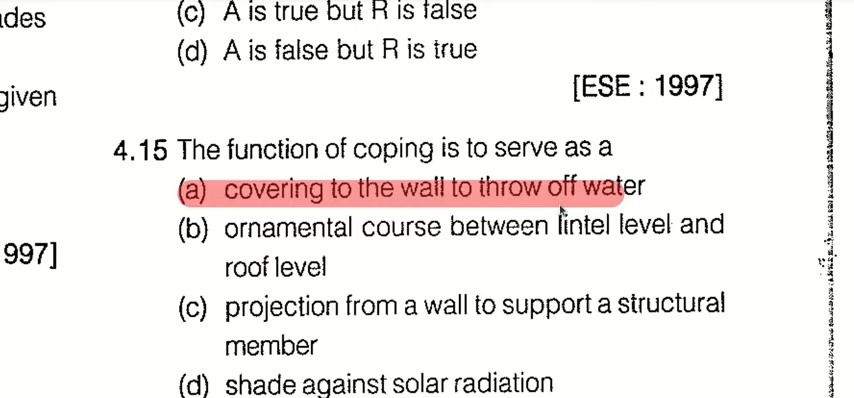 ades
given
997]
(c) A is true but R is false
(d) A is false but R is true
[ESE : 1997]
4.15 The function of coping is to serve as a
(a) covering to the wall to throw off water
(b) ornamental course between lintel level and
roof level
(c) projection from a wall to support a structural
member
(d) shade against solar radiation